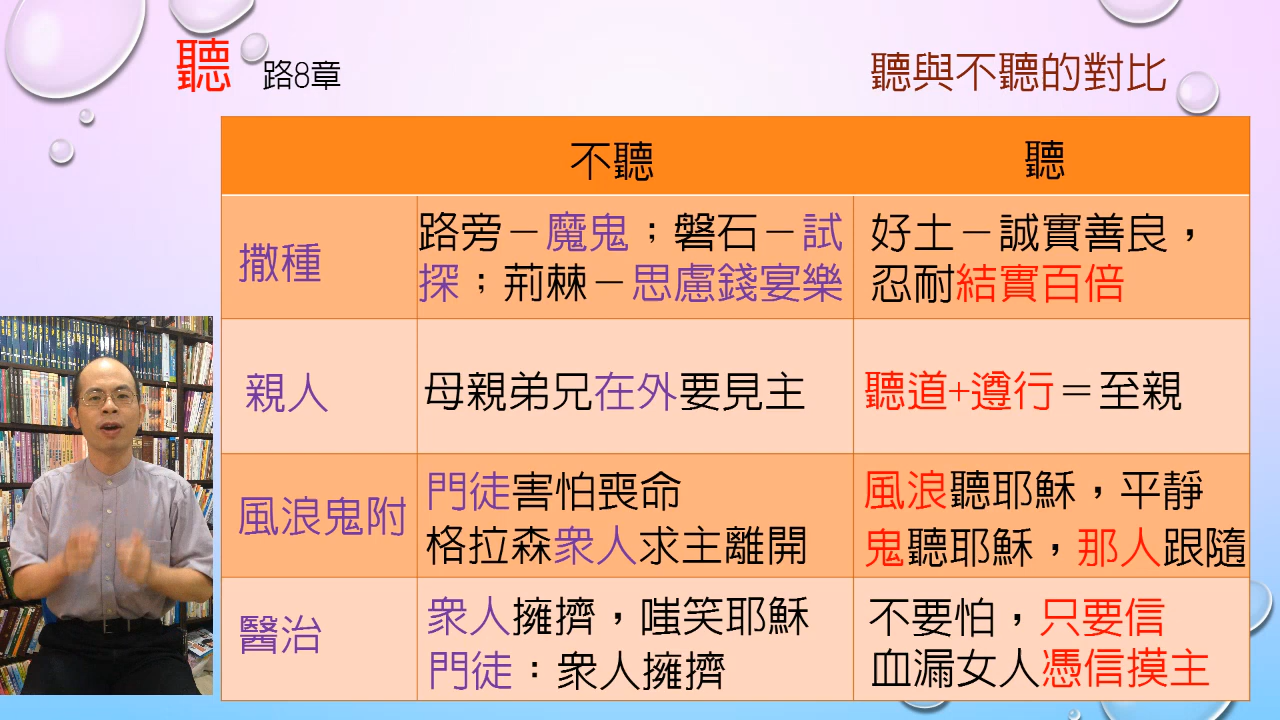 聽 路8章
聽與不聽的對比
不聽 聽
撒種
路旁－魔鬼；磐石－試
探；荊棘－思慮錢宴樂
好土－誠實善良，
忍耐結實百倍
親人
母親弟兄在外要見主
聽道+遵行＝至親
風浪鬼附
門徒害怕喪命
格拉森眾人求主離開
風浪聽耶穌，平靜
鬼聽耶穌，那人跟隨
醫治
眾人擁擠，嗤笑耶穌
門徒：眾人擁擠
不要怕，只要信
血漏女人憑信摸主